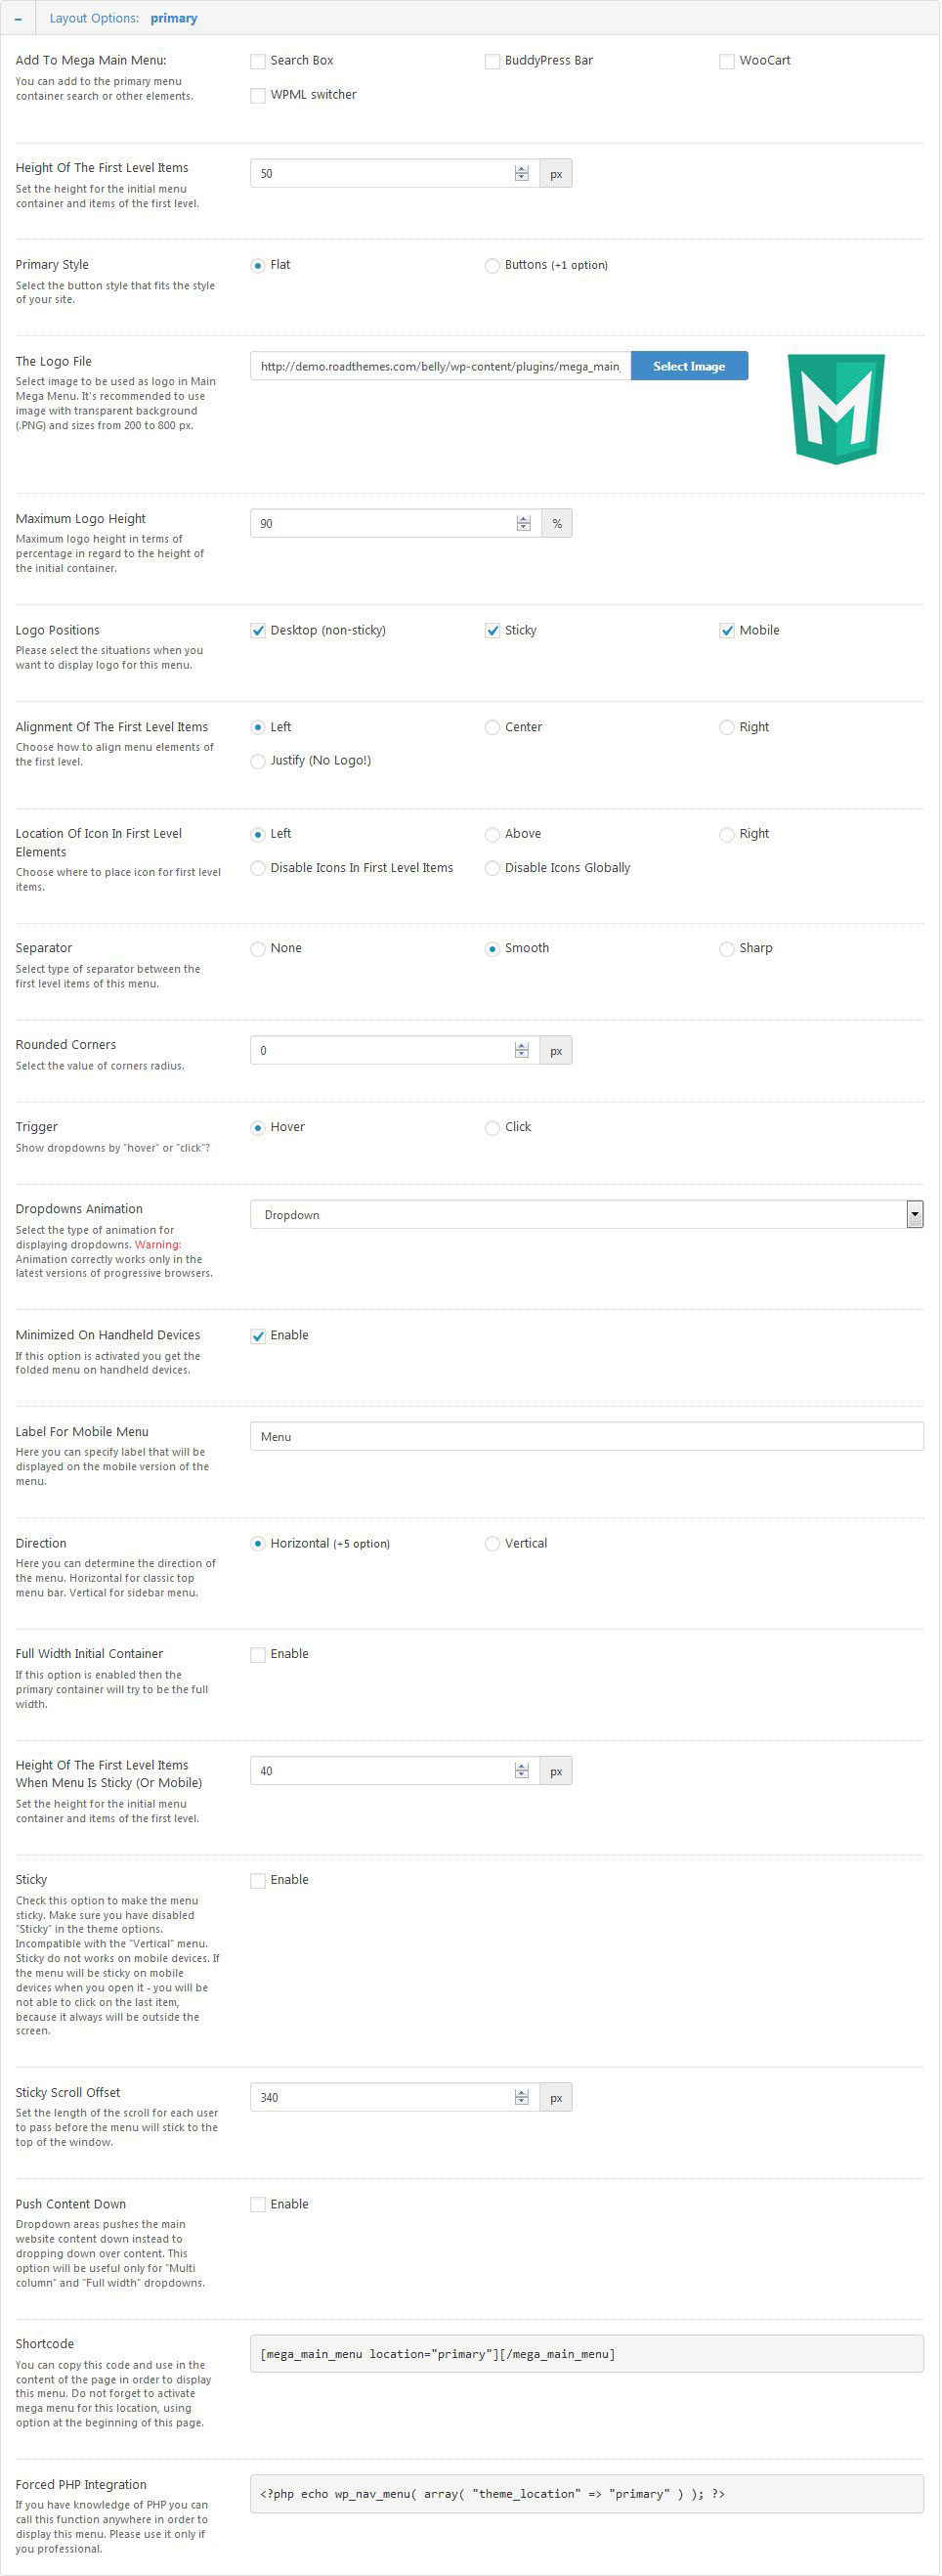 Layout Options: primary
Add To Mega Main Menu:
You can add to the primary menu
container search or other elements.
Search Box
BuddyPress Bar
WooCart
WPML switcher
Height Of The First Level Items
Set the height for the initial menu
container and items of the first level.
50
px
Primary Style
Select the button style that fits the style
of your site.
Flat
Buttons (+1 option)
The Logo File
Select image to be used as logo in Main
Mega Menu. It's recommended to use
image with transparent background
(.PNG) and sizes from 200 to 800 px.
http://demo.roadthemes.com/belly/wp-content/plugins/mega_main_
Select Image
M
Maximum Logo Height
Maximum logo height in terms of
percentage in regard to the height of
the initial container.
90
%
Logo Positions
Please select the situations when you
want to display logo for this menu.
Desktop (non-sticky)
Sticky
Mobile
Alignment Of The First Level Items
Choose how to align menu elements of
the first level.
Left
Center
Right
Justify (No Logo!)
Location Of Icon In First Level
Elements
Choose where to place icon for first level
items.
Left
Above
Right
Disable Icons In First Level Items
Disable Icons Globally
Separator
Select type of separator between the
first level items of this menu.
None
Smooth
Sharp
Rounded Corners
Select the value of corners radius.
0
px
Trigger
Show dropdowns by "hover" or "click"?
Hover
Click
Dropdowns Animation
Select the type of animation for
displaying dropdowns. Warning:
Animation correctly works only in the
latest versions of progressive browsers.
Dropdown
Minimized On Handheld Devices
If this option is activated you get the
folded menu on handheld devices.
Enable
Label For Mobile Menu
Here you can specify label that will be
displayed on the mobile version of the
menu.
Menu
Direction
Here you can determine the direction of
the menu. Horizontal for classic top
menu bar. Vertical for sidebar menu.
Horizontal (+5 option)
Vertical
Full Width Initial Container
If this option is enabled then the
primary container will try to be the full
width.
Enable
Height Of The First Level Items
When Menu Is Sticky (Or Mobile)
Set the height for the initial menu
container and items of the first level.
40
px
Sticky
Check this option to make the menu
sticky. Make sure you have disabled
"Sticky" in the theme options.
Incompatible with the "Vertical" menu.
Sticky do not works on mobile devices. If
the menu will be sticky on mobile
devices when you open it - you will be
not able to click on the last item,
because it always will be outside the
screen.
Enable
Sticky Scroll Offset
Set the length of the scroll for each user
to pass before the menu will stick to the
top of the window.
340
px
Push Content Down
Dropdown areas pushes the main
website content down instead to
dropping down over content. This
option will be useful only for "Multi
column" and "Full width" dropdowns.
Enable
Shortcode
You can copy this code and use in the
content of the page in order to display
this menu. Do not forget to activate
mega menu for this location, using
option at the beginning of this page.
[mega_main_menu location="primary"][/mega_main_menu]
Forced PHP Integration
If you have knowledge of PHP you can
call this function anywhere in order to
display this menu. Please use it only if
you professional.
<?php echo wp_nav_menu( array( "theme_location" => "primary" ) ); ?>